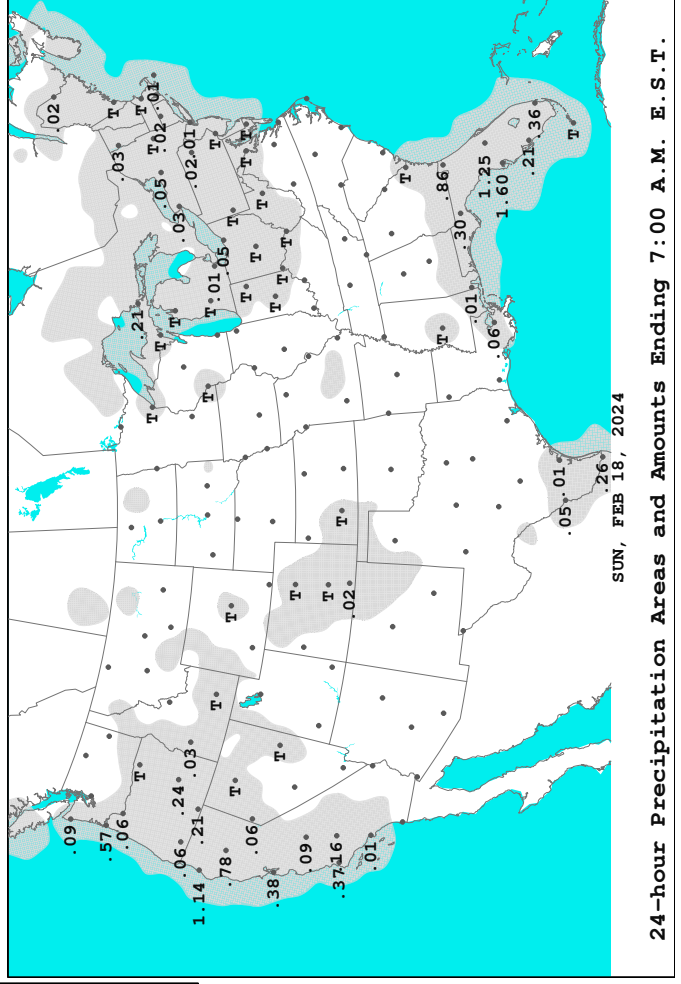 .02
.09
.57
T
.03
.06
.21
T
T
T
T
.01
.02
.05
T
T
.24
.03
.06
.01
.03
.02
.21
1.14
T
T
.01
T
T
.05
.78
T
T
T
T
T
T
.06
T
T
.38
T
T
T
T
T
.09
T
.37
.16
T
.02
.01
T
.86
T
.30
.01
1.25
.06
1.60
.21
.36
.01
.05
T
.26
SUN, FEB 18, 2024
24-hour Precipitation Areas and Amounts Ending 7:00 A.M. E.S.T.